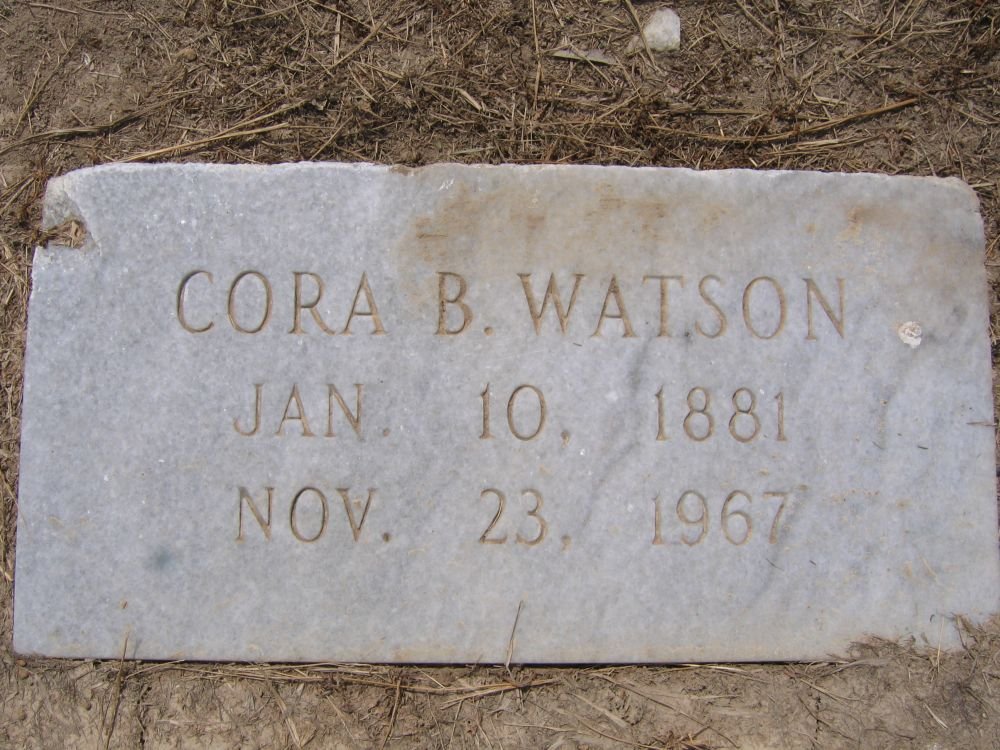 CORA B. WATSON
JAN. 10, 1881
NOV. 23, 1967